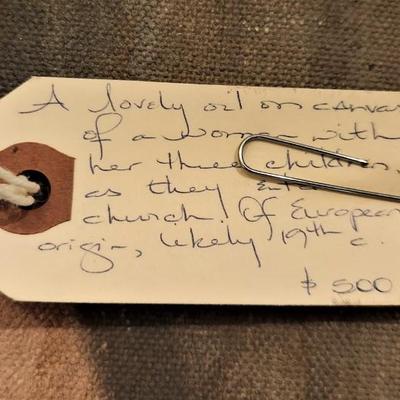 A lovely oil on canvas
of a woman with
her three children,
as they enter
church. Of European
origin, likely 19th c.
$ 500